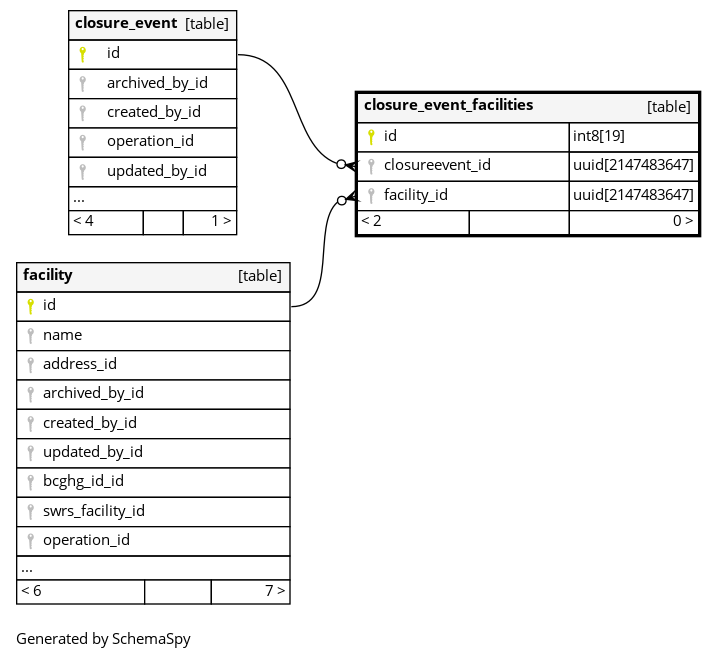 closure_event [table]
id
archived_by_id
created_by_id
operation_id
updated_by_id
...
< 4 1 >
closure_event_facilities [table]
id int8[19]
closureevent_id uuid[2147483647]
facility_id uuid[2147483647]
< 2 0 >
facility [table]
id
name
address_id
archived_by_id
created_by_id
updated_by_id
bcghg_id_id
swrs_facility_id
operation_id
...
< 6 7 >
Generated by SchemaSpy